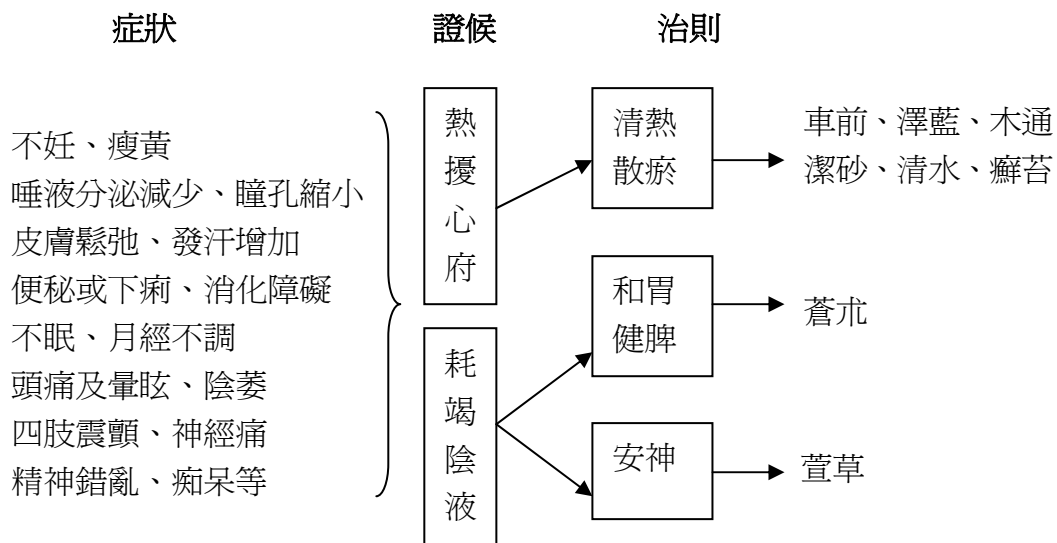 症狀 證候 治則
不妊、瘦黃
唾液分泌減少、瞳孔縮小
皮膚鬆弛、發汗增加
便秘或下痢、消化障礙
不眠、月經不調
頭痛及暈眩、陰萎
四肢震顫、神經痛
精神錯亂、痴呆等
熱擾心府
耗竭陰液
清熱
散瘀
和胃
健脾
安神
車前、澤藍、木通
潔砂、清水、癬苔
蒼朮
萱草